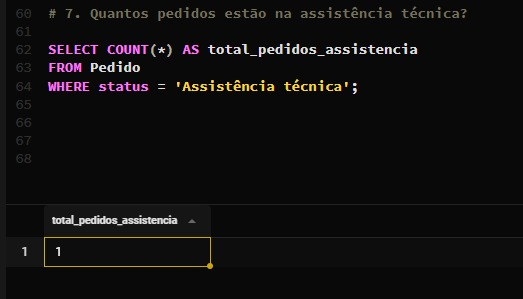 60 # 7. Quantos pedidos estão na assistência técnica?
61
62 SELECT COUNT(*) AS total_pedidos_assistencia
63 FROM Pedido
64 WHERE status = 'Assistência técnica';
65
66
67
68
total_pedidos_assistencia
1 1